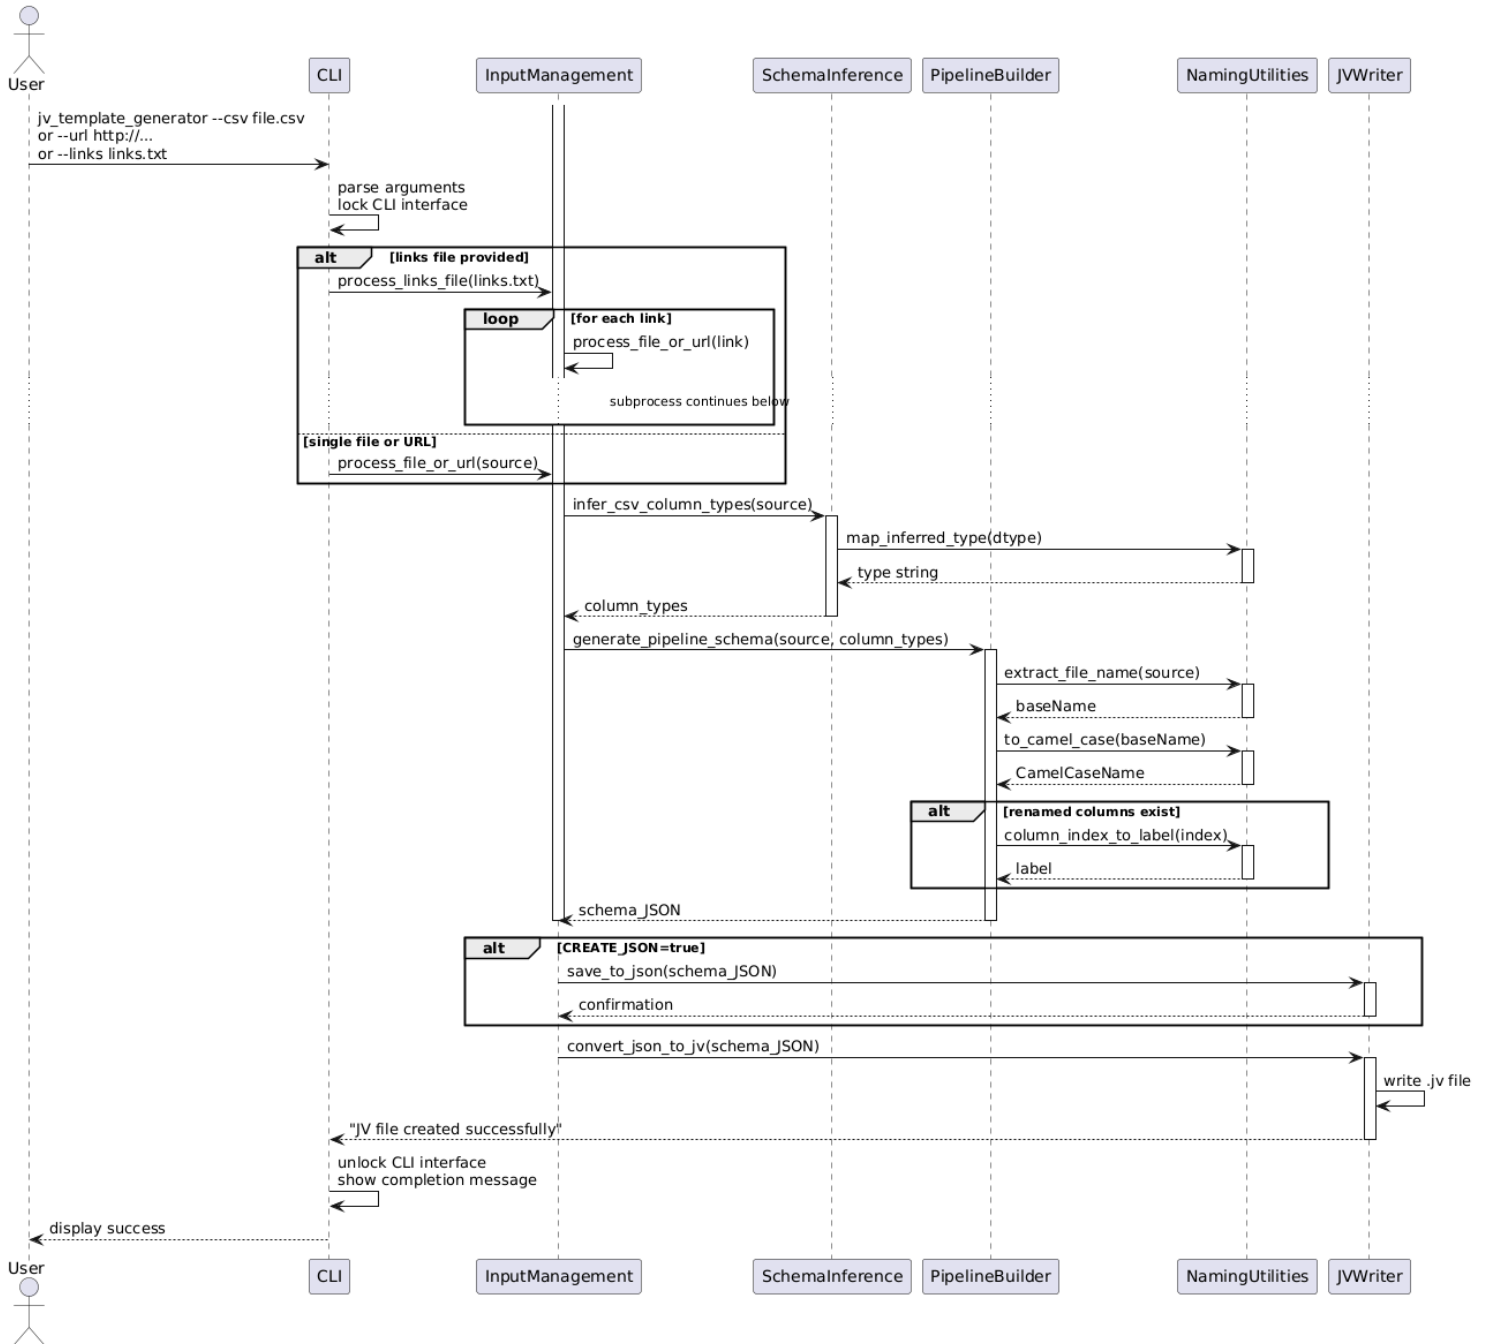 User
CLI
InputManagement
SchemaInference
PipelineBuilder
NamingUtilities
JVWriter
jv_template_generator --csv file.csv
or --url http://...
or --links links.txt
parse arguments
lock CLI interface
alt
[links file provided]
process_links_file(links.txt)
loop
[for each link]
process_file_or_url(link)
subprocess continues below
[single file or URL]
process_file_or_url(source)
infer_csv_column_types(source)
map_inferred_type(dtype)
type string
column_types
generate_pipeline_schema(source, column_types)
extract_file_name(source)
baseName
to_camel_case(baseName)
CamelCaseName
alt
[renamed columns exist]
column_index_to_label(index)
label
schema_JSON
alt
[CREATE_JSON=true]
save_to_json(schema_JSON)
confirmation
convert_json_to_jv(schema_JSON)
write .jv file
"JV file created successfully"
unlock CLI interface
show completion message
display success
User
CLI
InputManagement
SchemaInference
PipelineBuilder
NamingUtilities
JVWriter